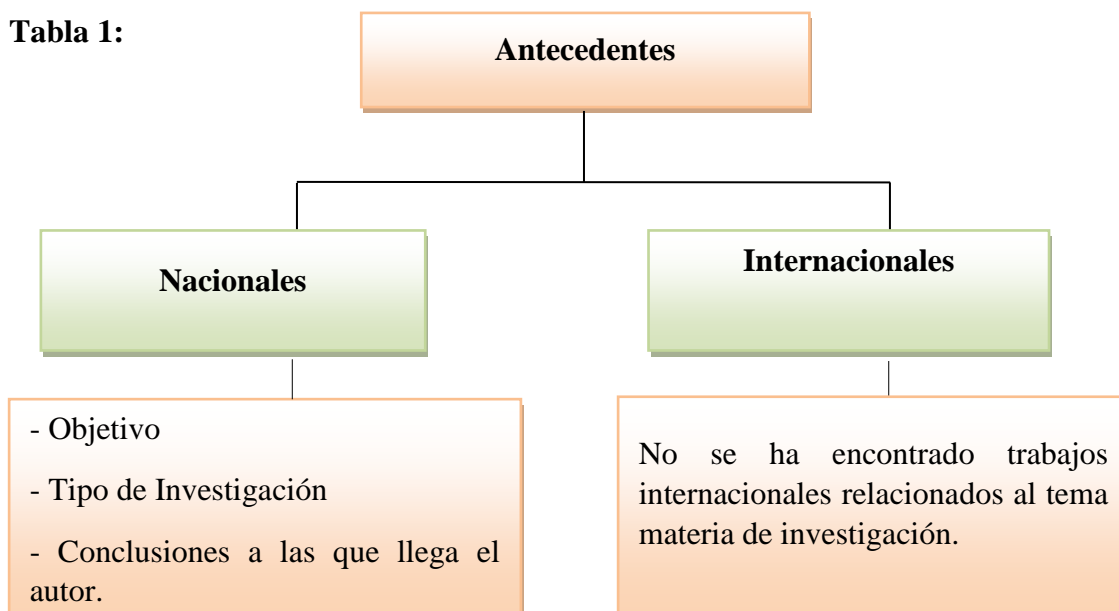 Tabla 1:
Antecedentes
Nacionales
Internacionales
- Objetivo
- Tipo de Investigación
- Conclusiones a las que llega el
autor.
No se ha encontrado trabajos
internacionales relacionados al tema
materia de investigación.